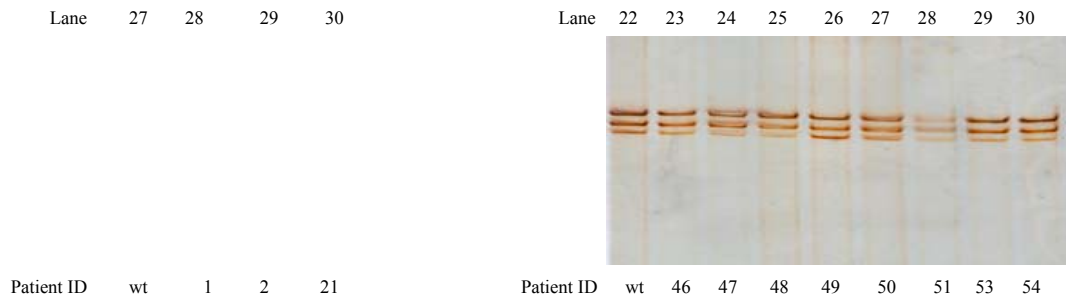 Lane 27 28 29 30
Patient ID wt 1 2 21
Lane 22 23 24 25 26 27 28 29 30
Patient ID wt 46 47 48 49 50 51 53 54